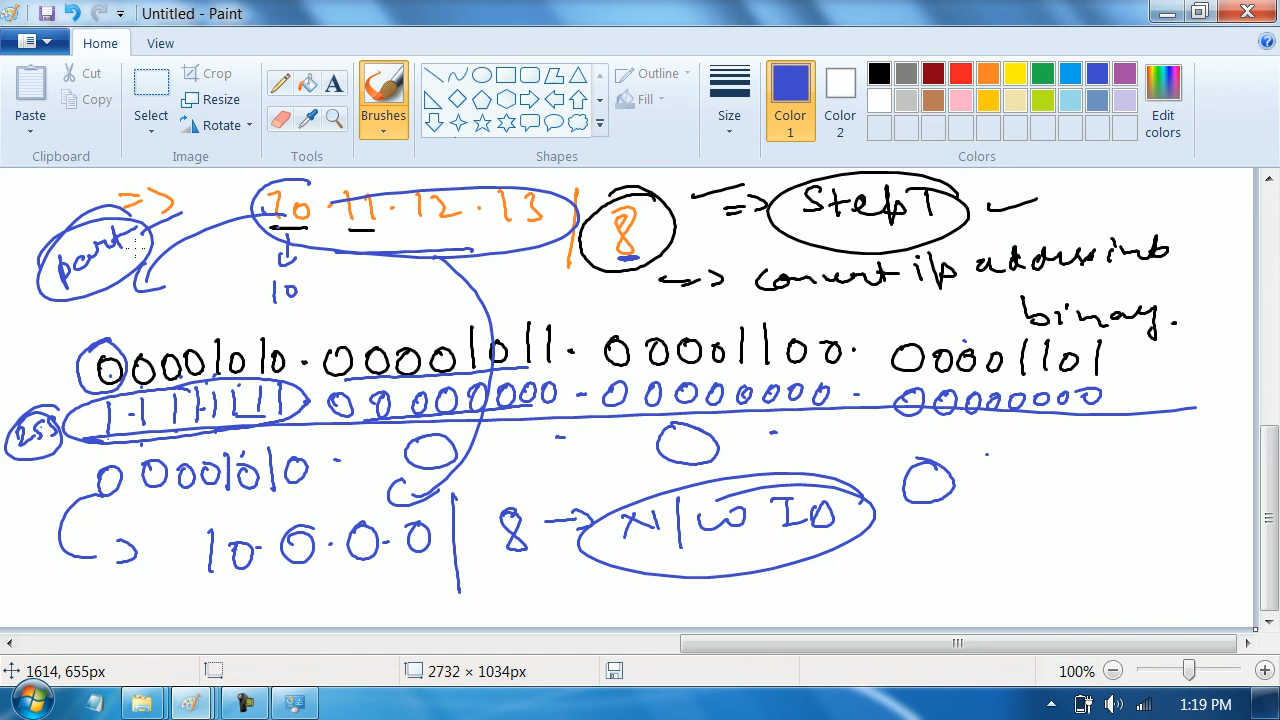 Untitled - Paint
Home View
Cut
Copy
Paste
Clipboard
Crop
Resize
Rotate
Select
Image
Tools
Brushes
Shapes
Outline
Fill
Size
Color 1
Color 2
Edit colors
Colors
=> 10.11.12.13 / 8 => Step 1
part
10
-> convert i/p address into
binary.
00001010.00001011.00001100.00001101
255 11111111 00000000 - 00000000 - 00000000
00001010 . 0 . 0 . 0
10.0.0.0 | 8 -> N/W ID
1614, 655px
2732 × 1034px
100%
1:19 PM